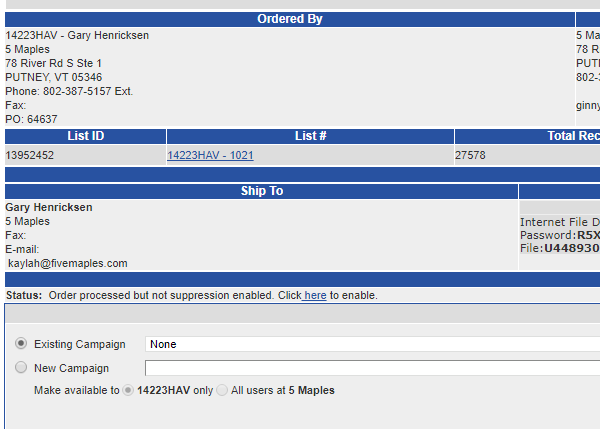 Ordered By
14223HAV - Gary Henricksen
5 Maples
78 River Rd S Ste 1
PUTNEY, VT 05346
Phone: 802-387-5157 Ext.
Fax:
PO: 64637
5 Ma
78 R
PUT
802-
ginny
List ID List # Total Rec
13952452 14223HAV - 1021 27578
Ship To
Gary Henricksen
5 Maples
Fax:
E-mail:
kaylah@fivemaples.com
Internet File D
Password:R5X
File:U448930
Status: Order processed but not suppression enabled. Click here to enable.
Existing Campaign None
New Campaign
Make available to 14223HAV only All users at 5 Maples